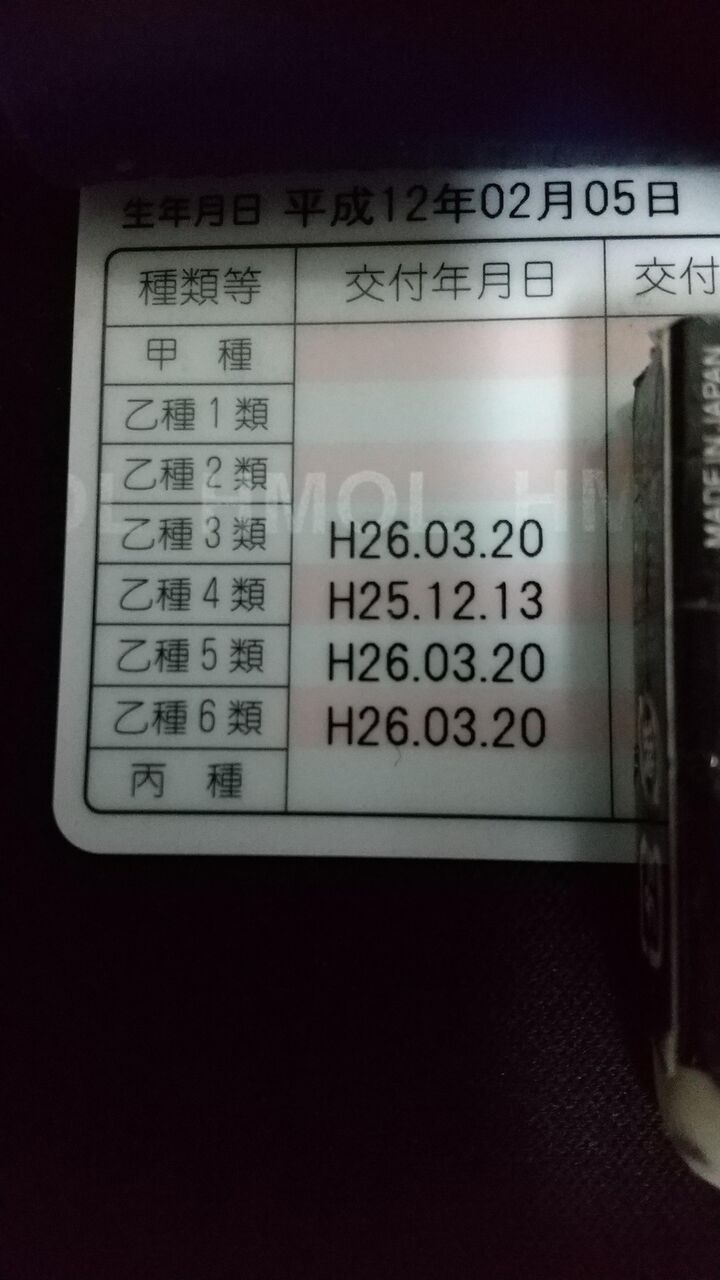 生年月日 平成12年02月05日
種類等 交付年月日 交付
甲 種
乙種1類
乙種2類
乙種3類 H26.03.20
乙種4類 H25.12.13
乙種5類 H26.03.20
乙種6類 H26.03.20
丙 種
HMOL
MADE IN JAPAN